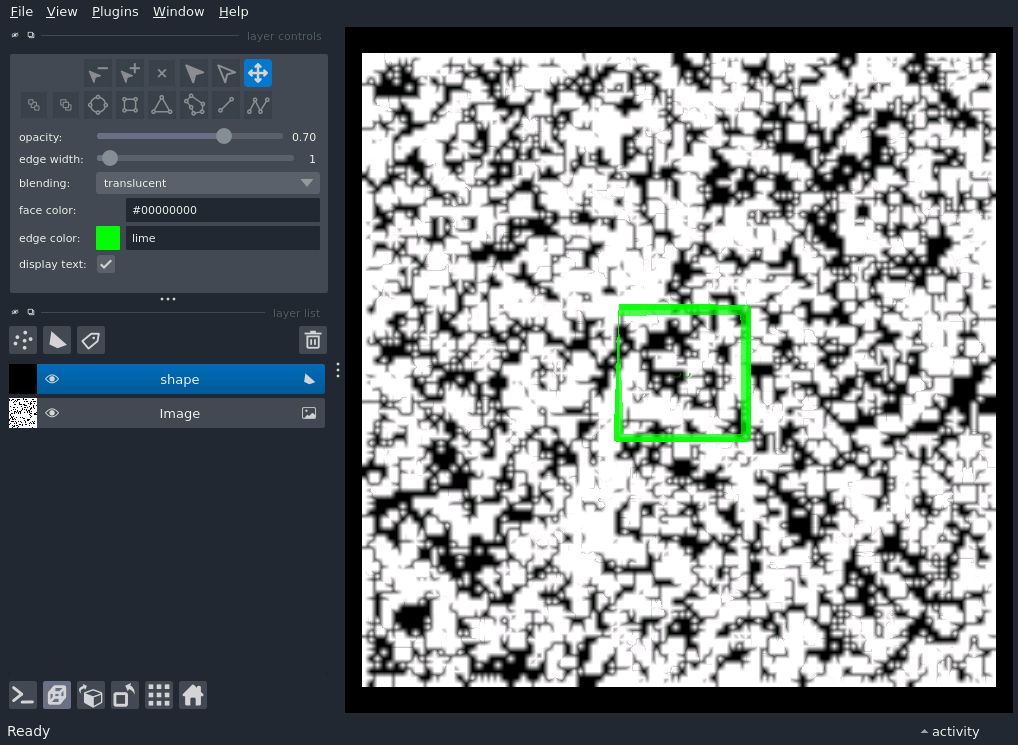 File View Plugins Window Help
layer controls
opacity: 0.70
edge width: 1
blending: translucent
face color: #00000000
edge color: lime
display text:
layer list
shape
Image
Ready
activity